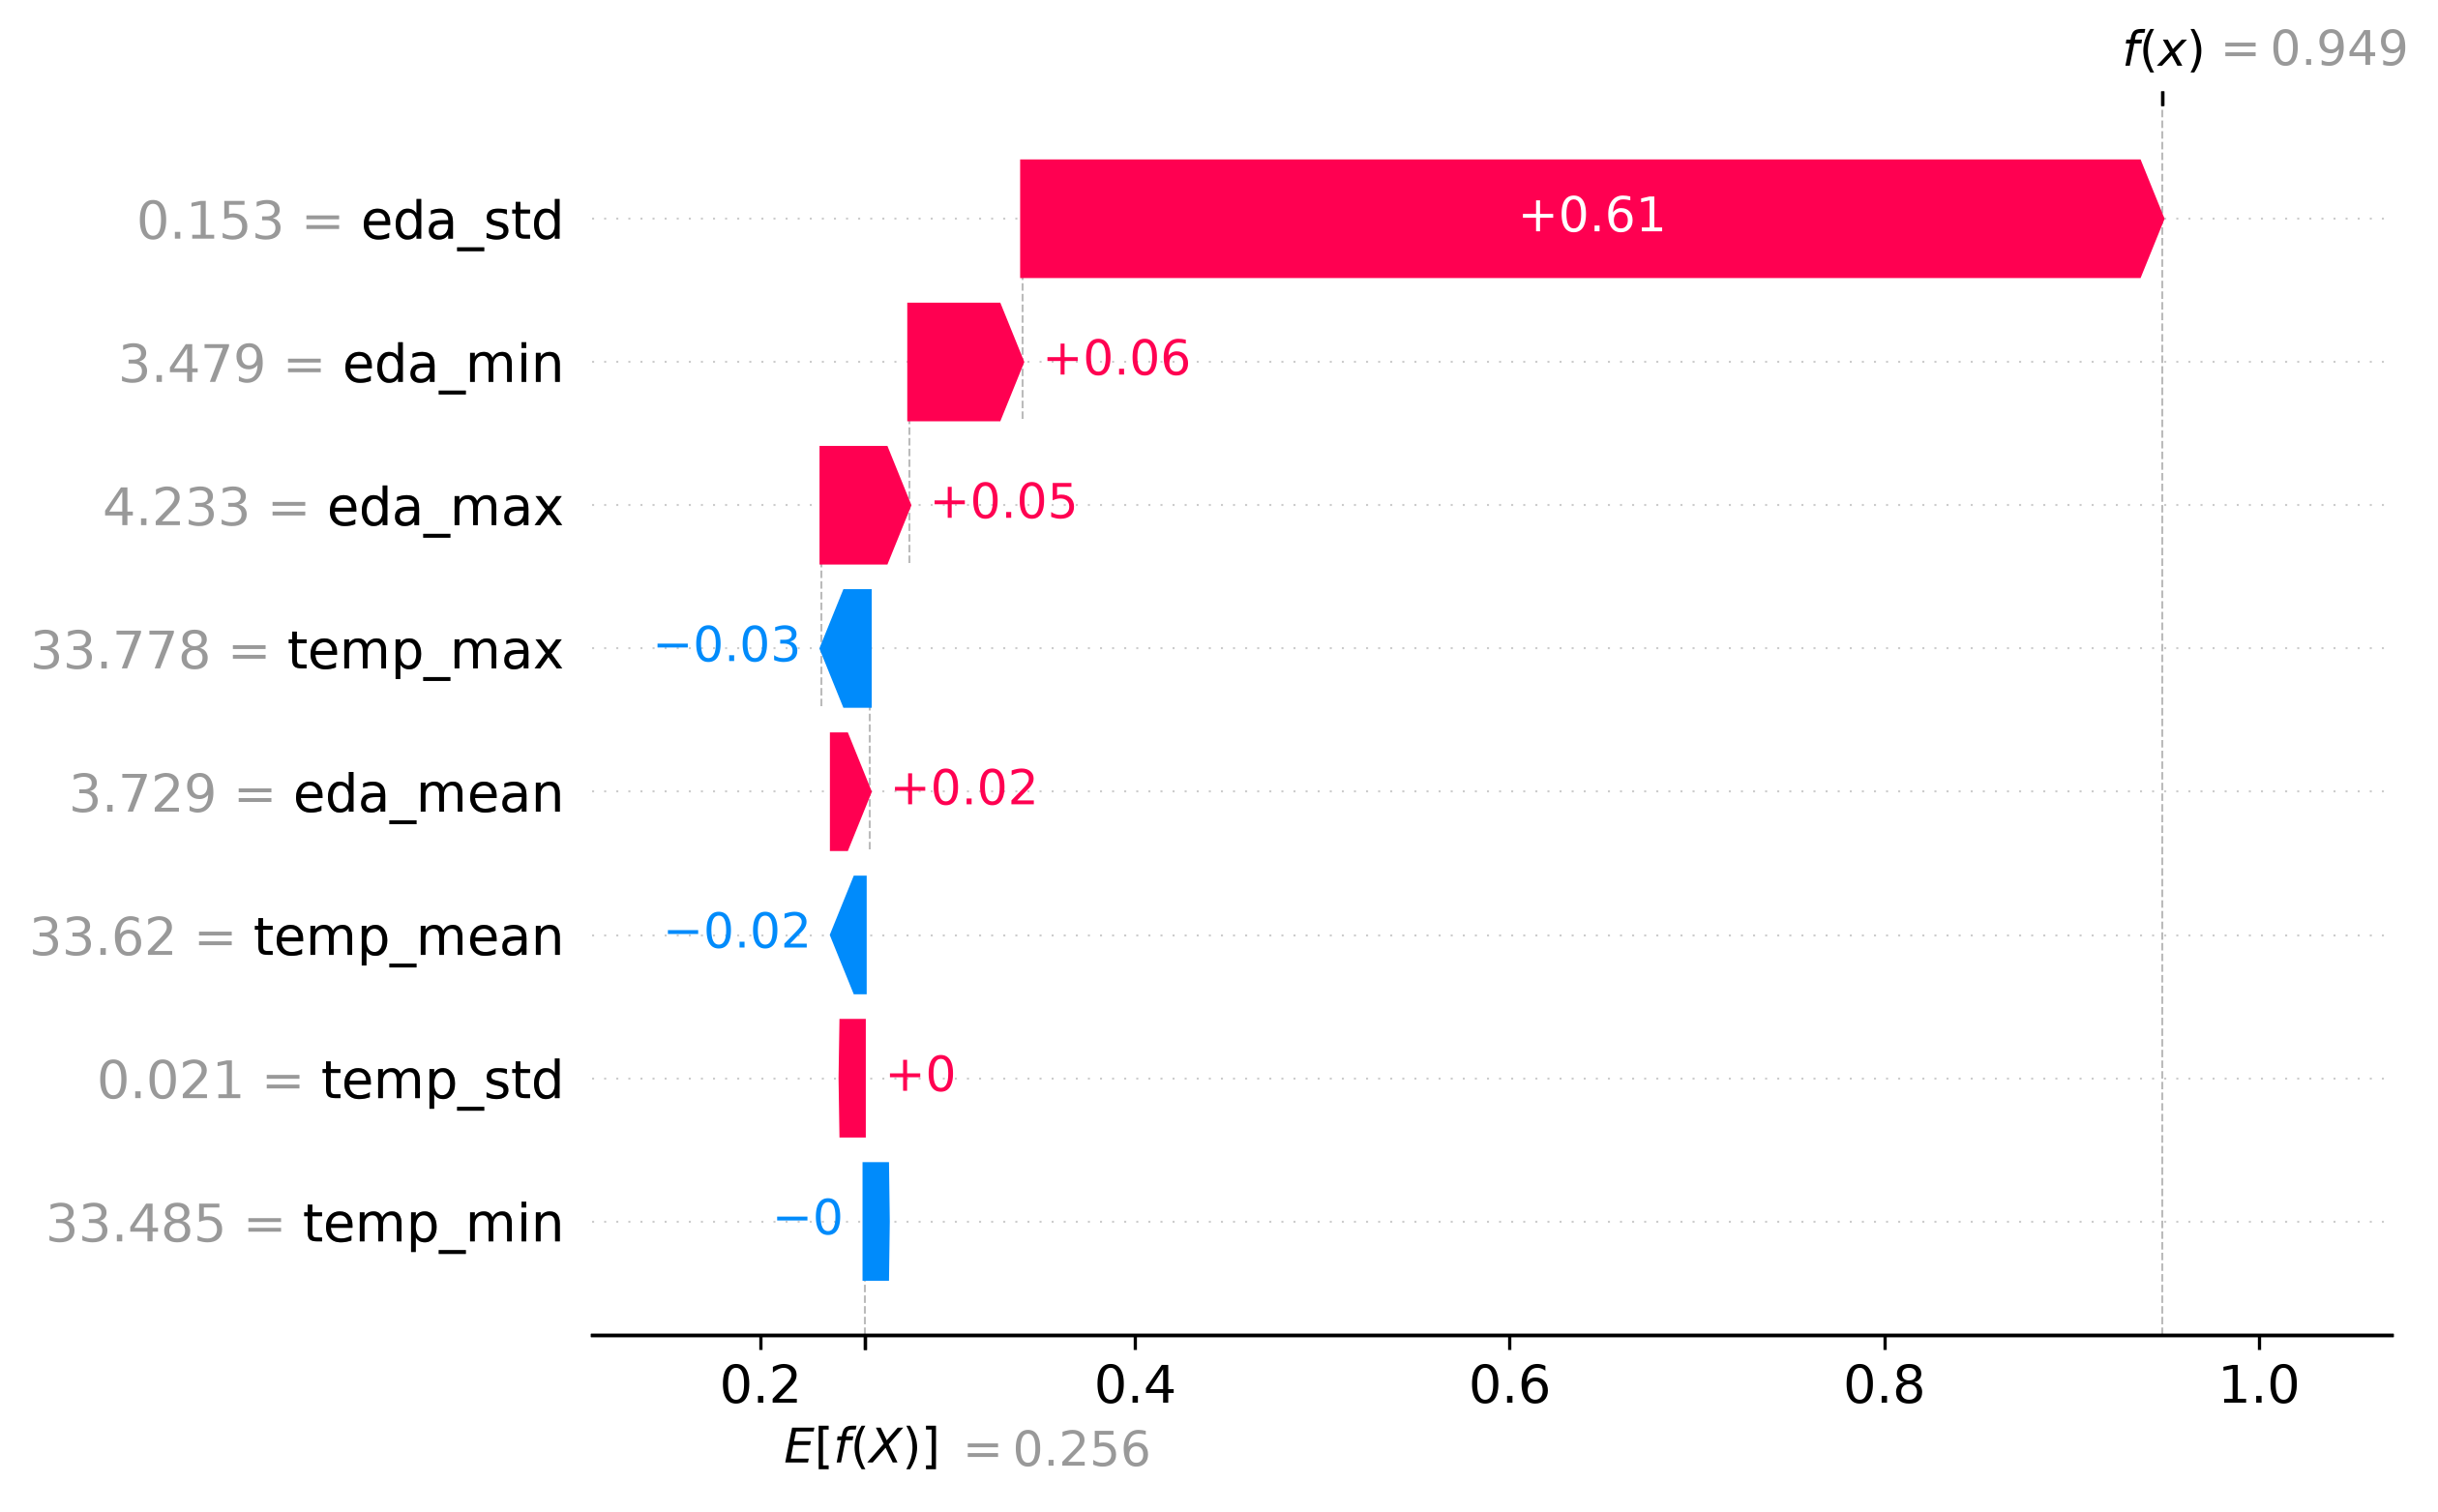 f(x) = 0.949
0.153 = eda_std
+0.61
3.479 = eda_min
+0.06
4.233 = eda_max
+0.05
33.778 = temp_max
−0.03
3.729 = eda_mean
+0.02
33.62 = temp_mean
−0.02
0.021 = temp_std
+0
33.485 = temp_min
−0
0.2 0.4 0.6 0.8 1.0
E[f(X)] = 0.256